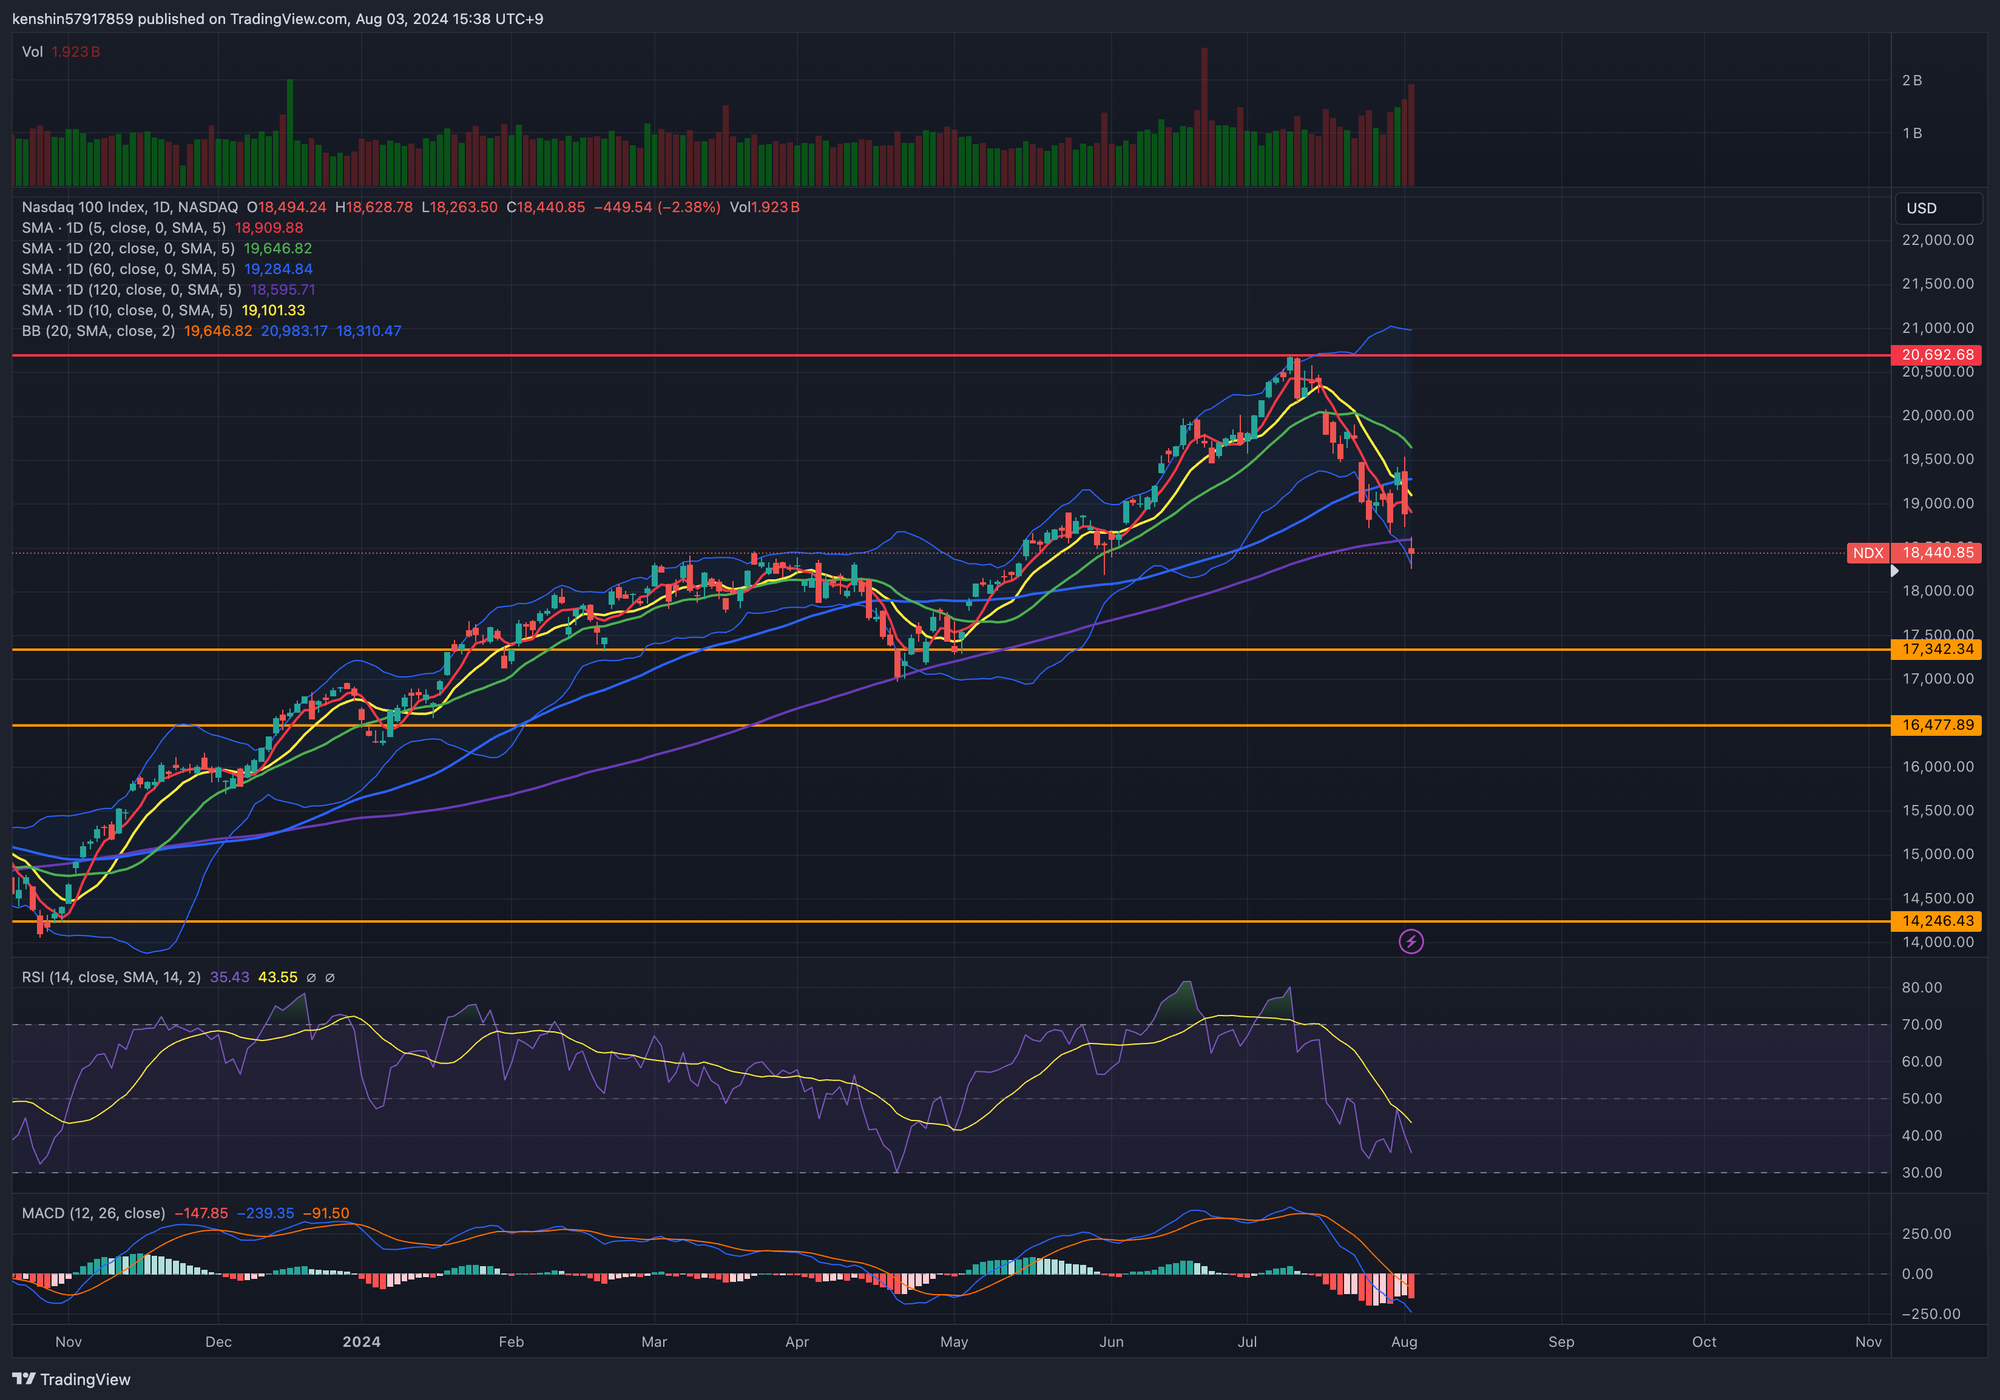 kenshin57917859 published on TradingView.com, Aug 03, 2024 15:38 UTC+9
Vol 1.923B
2B
1B
Nasdaq 100 Index, 1D, NASDAQ O18,494.24 H18,628.78 L18,263.50 C18,440.85 −449.54 (−2.38%) Vol1.923B
USD
SMA · 1D (5, close, 0, SMA, 5) 18,909.88
SMA · 1D (20, close, 0, SMA, 5) 19,646.82
SMA · 1D (60, close, 0, SMA, 5) 19,284.84
SMA · 1D (120, close, 0, SMA, 5) 18,595.71
SMA · 1D (10, close, 0, SMA, 5) 19,101.33
BB (20, SMA, close, 2) 19,646.82 20,983.17 18,310.47
22,000.00
21,500.00
21,000.00
20,692.68
20,500.00
20,000.00
19,500.00
19,000.00
NDX 18,440.85
18,000.00
17,500.00
17,342.34
17,000.00
16,477.89
16,000.00
15,500.00
15,000.00
14,500.00
14,246.43
14,000.00
RSI (14, close, SMA, 14, 2) 35.43 43.55 ∅ ∅
80.00
70.00
60.00
50.00
40.00
30.00
MACD (12, 26, close) −147.85 −239.35 −91.50
250.00
0.00
−250.00
Nov Dec 2024 Feb Mar Apr May Jun Jul Aug Sep Oct Nov
TradingView